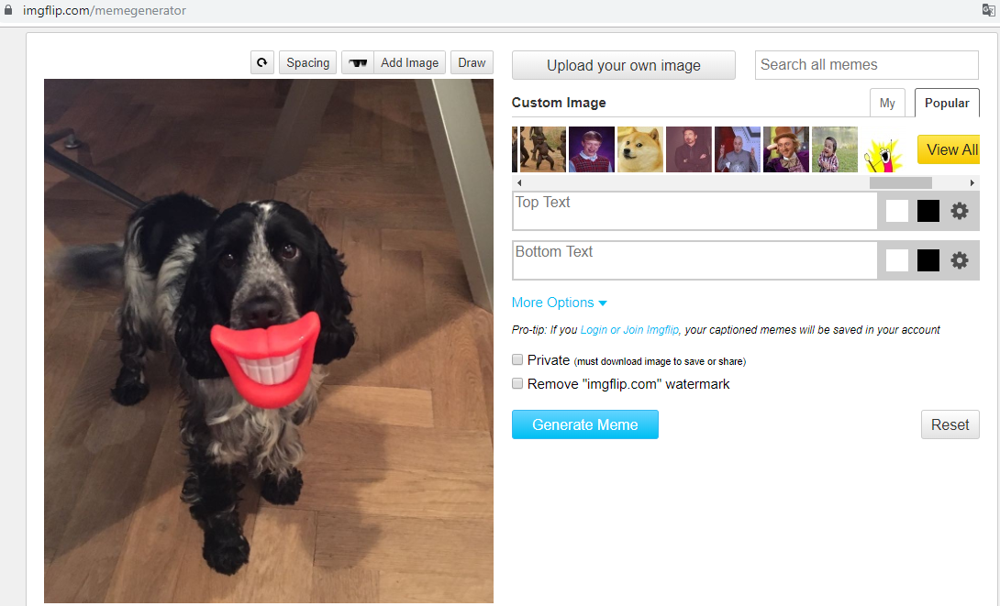 imgflip.com/memegenerator
Spacing
Add Image
Draw
Upload your own image
Search all memes
Custom Image
My
Popular
View All
Top Text
Bottom Text
More Options
Pro-tip: If you Login or Join Imgflip, your captioned memes will be saved in your account
Private (must download image to save or share)
Remove "imgflip.com" watermark
Generate Meme
Reset